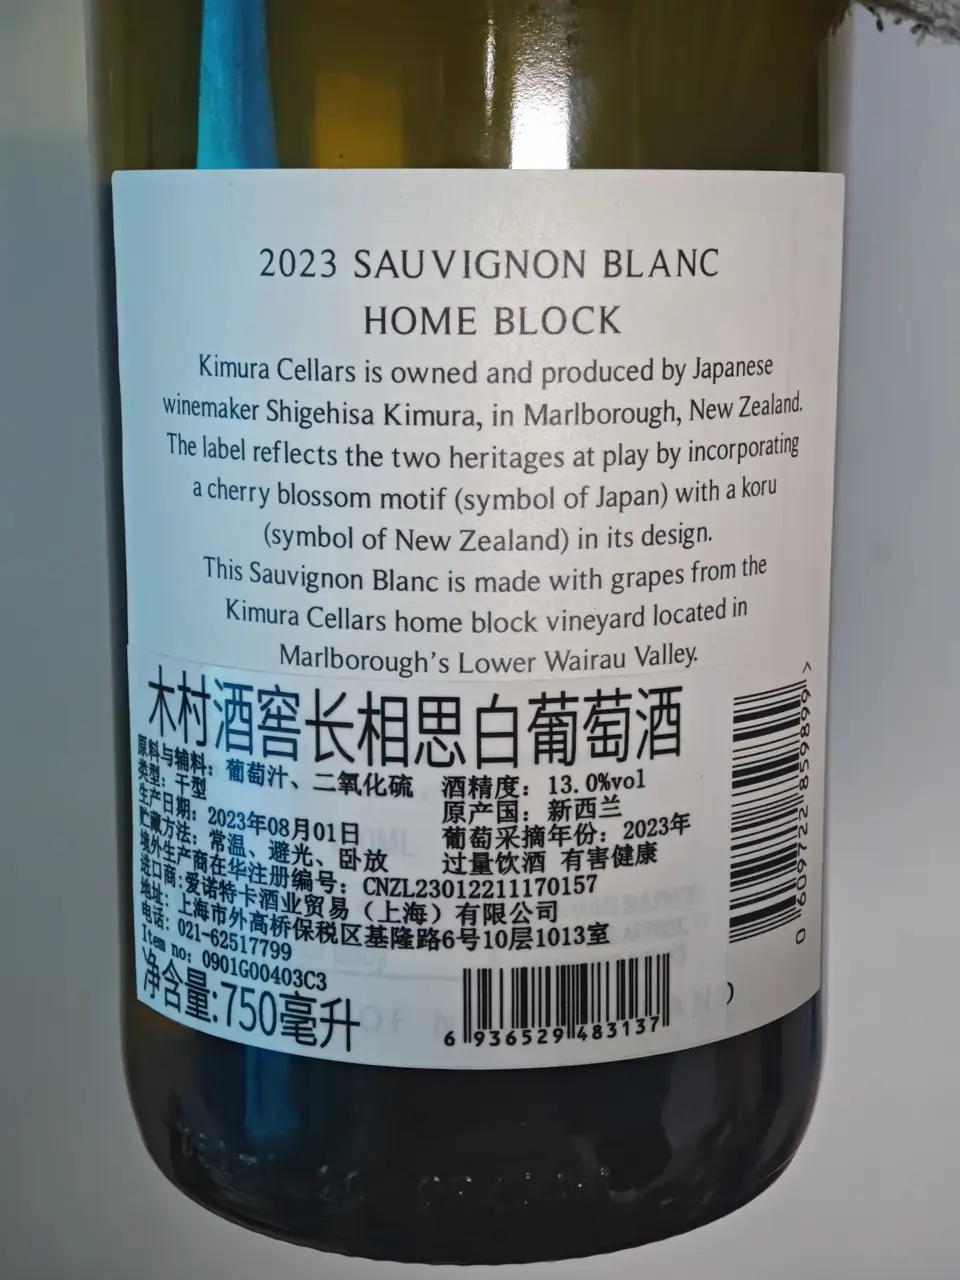 2023 SAUVIGNON BLANC
HOME BLOCK
Kimura Cellars is owned and produced by Japanese
winemaker Shigehisa Kimura, in Marlborough, New Zealand.
The label reflects the two heritages at play by incorporating
a cherry blossom motif (symbol of Japan) with a koru
(symbol of New Zealand) in its design.
This Sauvignon Blanc is made with grapes from the
Kimura Cellars home block vineyard located in
Marlborough's Lower Wairau Valley.
木村酒窖长相思白葡萄酒
原料与辅料：葡萄汁、二氧化硫 酒精度：13.0%vol
类型：干型 原产国：新西兰
生产日期：2023年08月01日 葡萄采摘年份：2023年
贮藏方法：常温、避光、卧放 过量饮酒 有害健康
境外生产商在华注册编号：CNZL23012211170157
进口商:爱诺特卡酒业贸易（上海）有限公司
地址：上海市外高桥保税区基隆路6号10层1013室
电话：021-62517799
Item no：0901G00403C3
净含量:750毫升
6 936529 483137
0 609722 859899 >